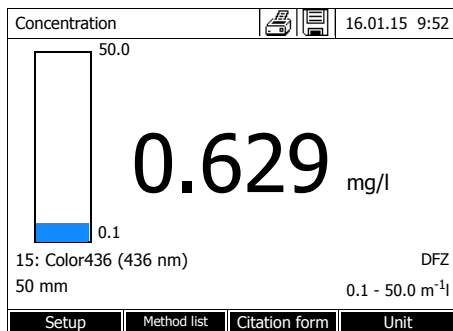 Concentration 16.01.15 9:52
50.0
0.629 mg/l
0.1
15: Color436 (436 nm) DFZ
50 mm 0.1 - 50.0 m⁻¹l
Setup Method list Citation form Unit